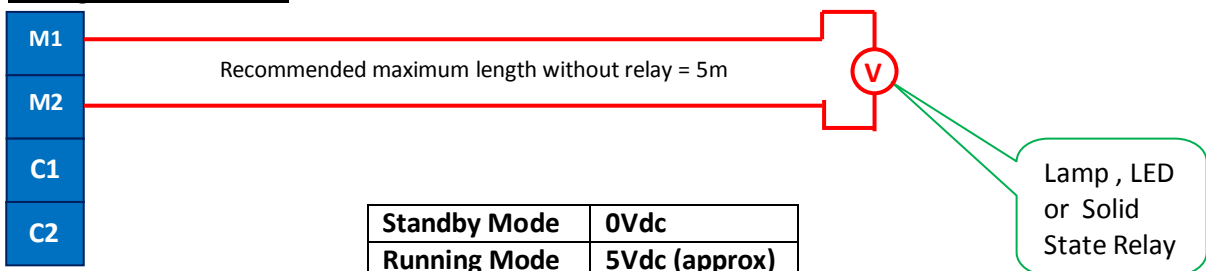 M1
Recommended maximum length without relay = 5m
V
M2
C1
C2
Lamp , LED
or Solid
State Relay
Standby Mode 0Vdc
Running Mode 5Vdc (approx)